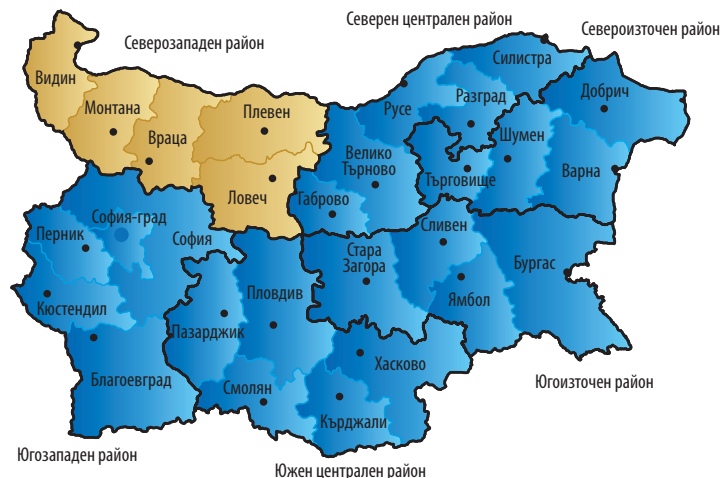 Северен централен район
Североизточен район
Северозападен район
Силистра
Видин
Добрич
Разград
Монтана
Русе
Плевен
Враца
Шумен
Велико
Търново
Варна
Търговище
Ловеч
Габрово
София-град
Сливен
Перник
София
Стара
Загора
Бургас
Пловдив
Ямбол
Кюстендил
Пазарджик
Хасково
Благоевград
Смолян
Югоизточен район
Кърджали
Югозападен район
Южен централен район